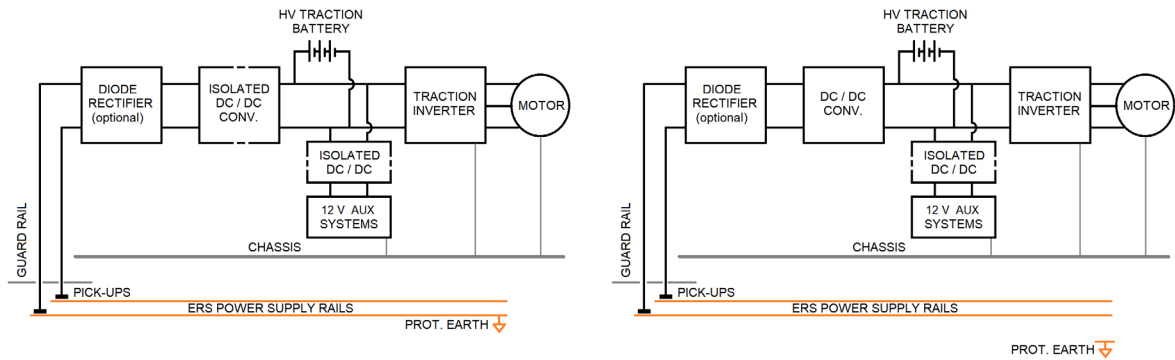 HV TRACTION
BATTERY
DIODE
RECTIFIER
(optional)
ISOLATED
DC / DC
CONV.
TRACTION
INVERTER
MOTOR
ISOLATED
DC / DC
12 V AUX
SYSTEMS
GUARD RAIL
CHASSIS
PICK-UPS
ERS POWER SUPPLY RAILS
PROT. EARTH
HV TRACTION
BATTERY
DIODE
RECTIFIER
(optional)
DC / DC
CONV.
TRACTION
INVERTER
MOTOR
ISOLATED
DC / DC
12 V AUX
SYSTEMS
GUARD RAIL
CHASSIS
PICK-UPS
ERS POWER SUPPLY RAILS
PROT. EARTH